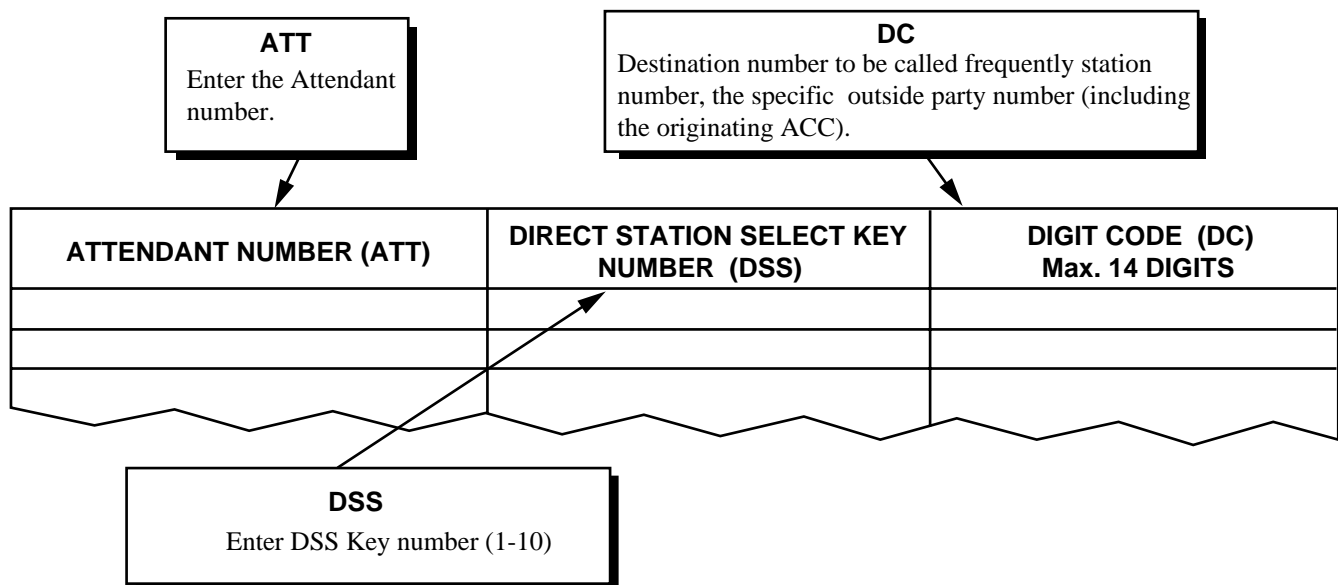 ATT
Enter the Attendant
number.
DC
Destination number to be called frequently station
number, the specific outside party number (including
the originating ACC).
ATTENDANT NUMBER (ATT)
DIRECT STATION SELECT KEY
NUMBER (DSS)
DIGIT CODE (DC)
Max. 14 DIGITS
DSS
Enter DSS Key number (1-10)